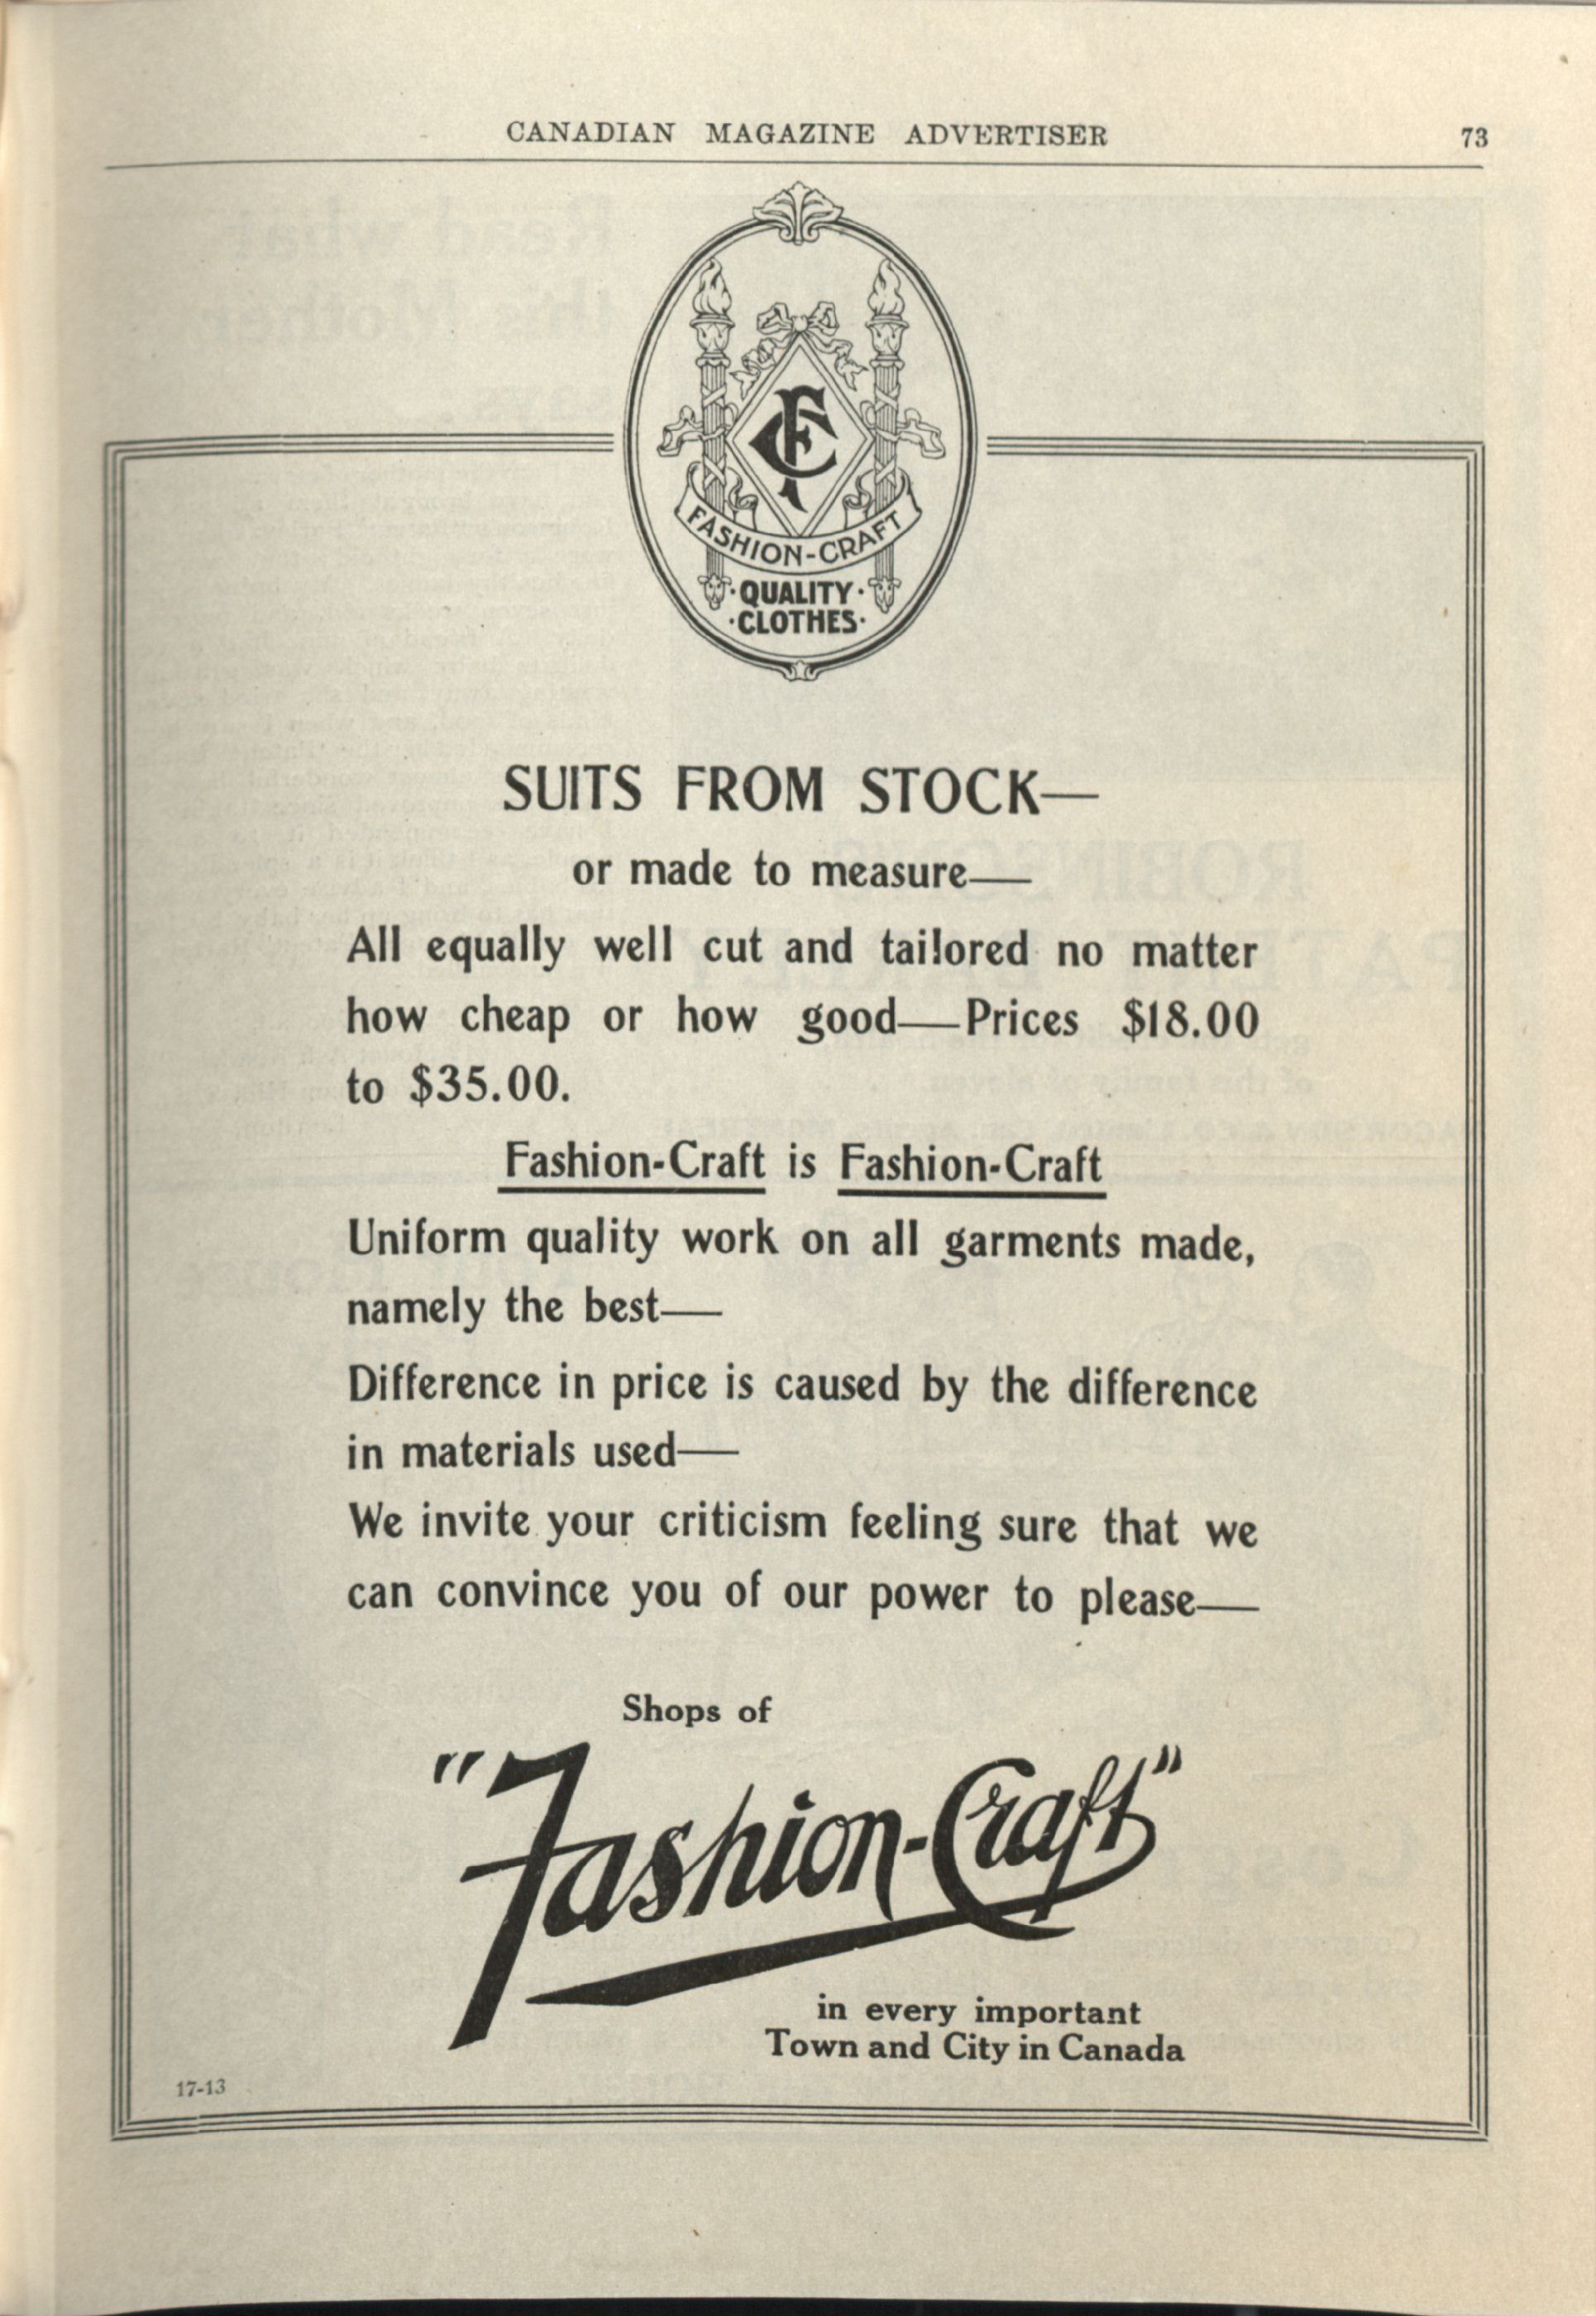 CANADIAN MAGAZINE ADVERTISER 73
FC
FASHION-CRAFT
·QUALITY·
·CLOTHES·
SUITS FROM STOCK—
or made to measure—
All equally well cut and tailored no matter
how cheap or how good—Prices $18.00
to $35.00.
Fashion-Craft is Fashion-Craft
Uniform quality work on all garments made,
namely the best—
Difference in price is caused by the difference
in materials used—
We invite your criticism feeling sure that we
can convince you of our power to please—
Shops of
"Fashion-Craft"
in every important
Town and City in Canada
17-13